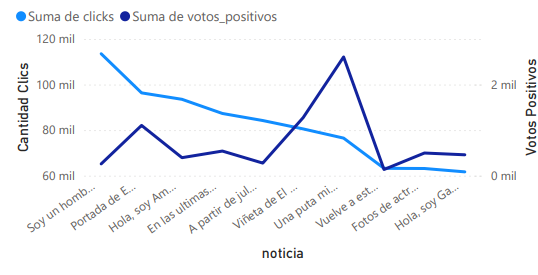 Suma de clicks Suma de votos_positivos
120 mil
100 mil
80 mil
60 mil
Cantidad Clics
2 mil
0 mil
Votos Positivos
Soy un homb...
Portada de E...
Hola, soy Am...
En las ultimas...
A partir de jul...
Viñeta de El ...
Una puta mi...
Vuelve a est...
Fotos de actr...
Hola, soy Ga...
noticia